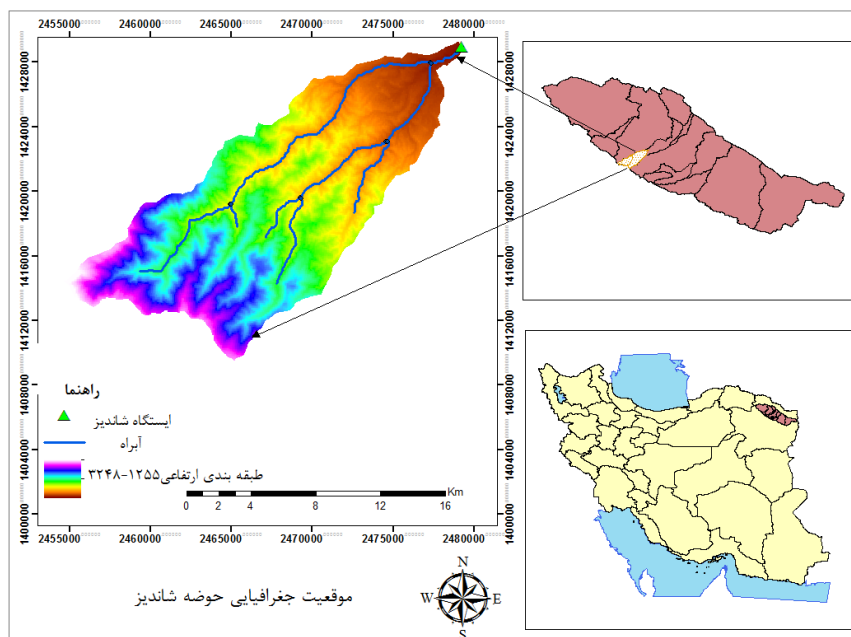 2455000 2460000 2465000 2470000 2475000 2480000
1428000
1424000
1420000
1416000
1412000
1408000
1404000
1400000
1428000
1424000
1420000
1416000
1412000
1408000
1404000
1400000
راهنما
ایستگاه شاندیز
آبراه
طبقه بندی ارتفاعی ۱۲۵۵-۳۲۴۸
Km
0 2 4 8 12 16
2455000 2460000 2465000 2470000 2475000 2480000
موقعیت جغرافیایی حوضه شاندیز
N
W E
S